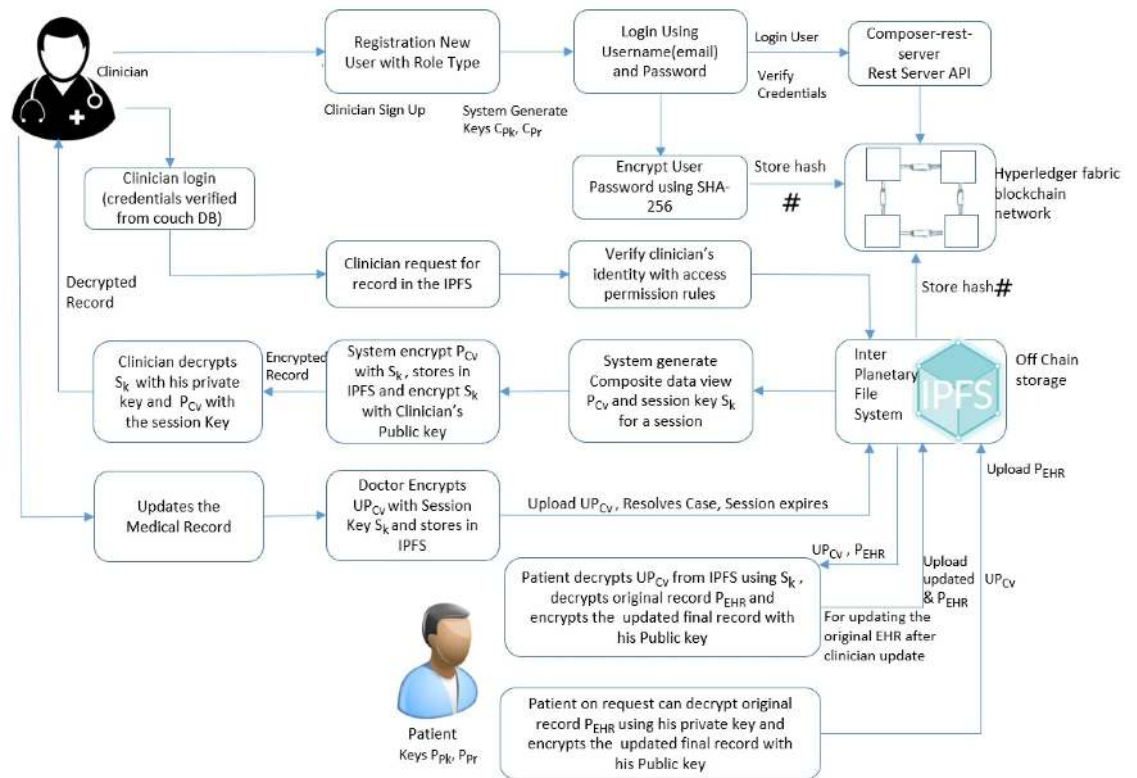 Clinician
Registration New
User with Role Type
Clinician Sign Up
System Generate
Keys C_Pk, C_Pr
Login Using
Username(email)
and Password
Login User
Verify
Credentials
Composer-rest-
server
Rest Server API
Encrypt User
Password using SHA-
256
Store hash
#
Hyperledger fabric
blockchain
network
Clinician login
(credentials verified
from couch DB)
Clinician request for
record in the IPFS
Verify clinician's
identity with access
permission rules
Store hash#
Decrypted
Record
Clinician decrypts
S_k with his private
key and P_Cv with
the session Key
Encrypted
Record
System encrypt P_Cv
with S_k, stores in
IPFS and encrypt S_k
with Clinician's
Public key
System generate
Composite data view
P_Cv and session key S_k
for a session
Inter
Planetary
File
System
IPFS
Off Chain
storage
Updates the
Medical Record
Doctor Encrypts
UP_Cv with Session
Key S_k and stores in
IPFS
Upload UP_Cv, Resolves Case, Session expires
Upload P_EHR
UP_Cv , P_EHR
Patient decrypts UP_Cv from IPFS using S_k ,
decrypts original record P_EHR and
encrypts the updated final record with
his Public key
Upload
updated
& P_EHR
UP_Cv
For updating the
original EHR after
clinician update
Patient
Keys P_Pk, P_Pr
Patient on request can decrypt original
record P_EHR using his private key and
encrypts the updated final record with
his Public key